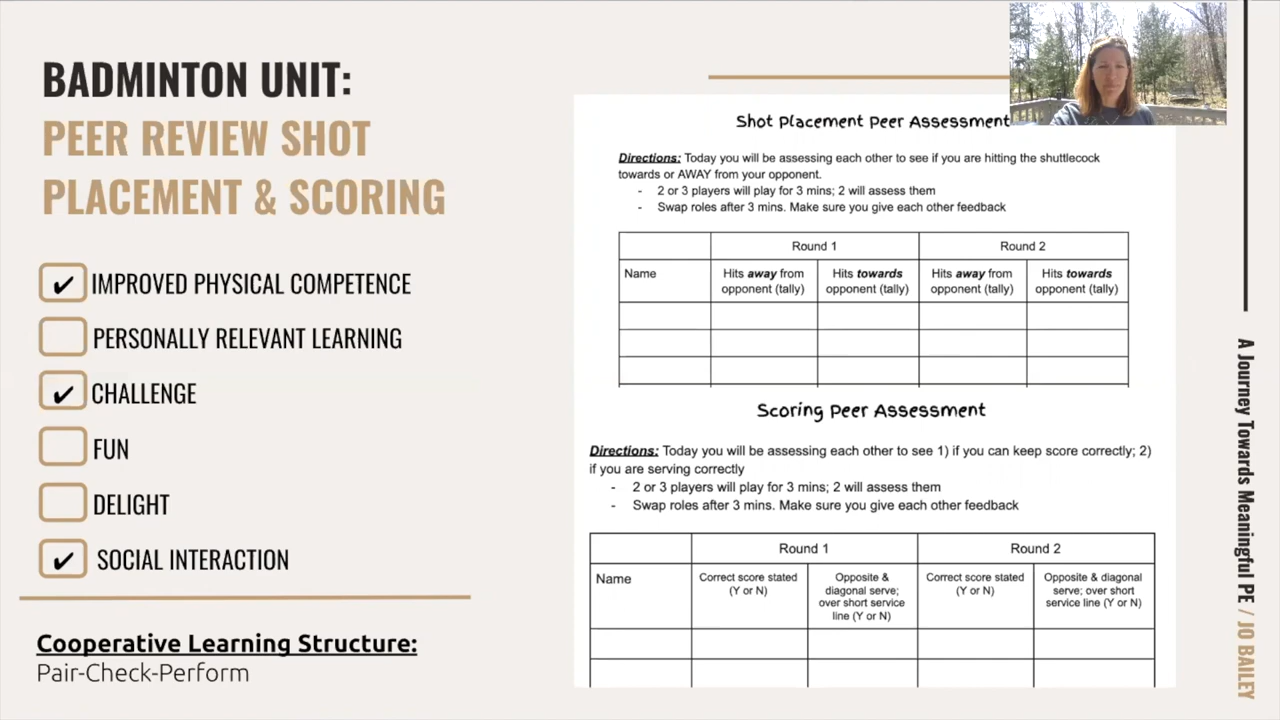 BADMINTON UNIT:
PEER REVIEW SHOT
PLACEMENT & SCORING
✔ IMPROVED PHYSICAL COMPETENCE
PERSONALLY RELEVANT LEARNING
✔ CHALLENGE
FUN
DELIGHT
✔ SOCIAL INTERACTION
Cooperative Learning Structure:
Pair-Check-Perform
Shot Placement Peer Assessment
Directions: Today you will be assessing each other to see if you are hitting the shuttlecock
towards or AWAY from your opponent.
- 2 or 3 players will play for 3 mins; 2 will assess them
- Swap roles after 3 mins. Make sure you give each other feedback
Round 1 Round 2
Name
Hits away from Hits towards Hits away from Hits towards
opponent (tally) opponent (tally) opponent (tally) opponent (tally)
Scoring Peer Assessment
Directions: Today you will be assessing each other to see 1) if you can keep score correctly; 2)
if you are serving correctly
- 2 or 3 players will play for 3 mins; 2 will assess them
- Swap roles after 3 mins. Make sure you give each other feedback
Round 1 Round 2
Name
Correct score stated
(Y or N)
Opposite &
diagonal serve;
over short service
line (Y or N)
Correct score stated
(Y or N)
Opposite & diagonal
serve; over short
service line (Y or N)
A Journey Towards Meaningful PE / JO BAILEY